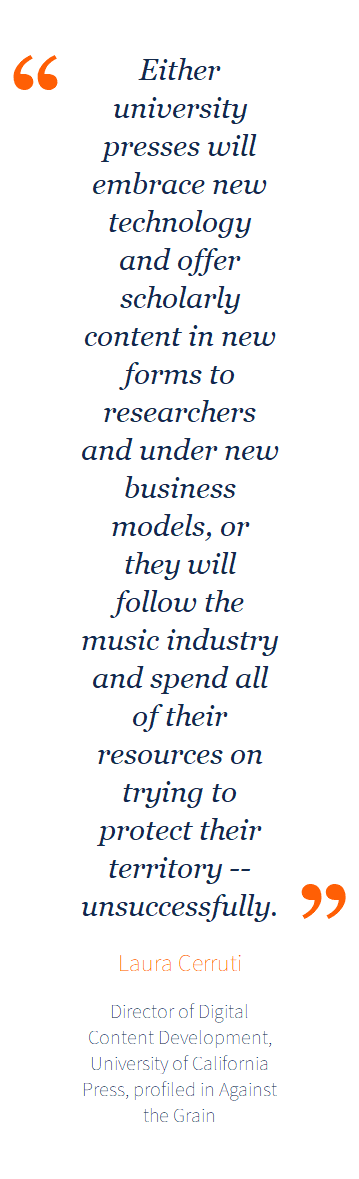 “ Either
university
presses will
embrace new
technology
and offer
scholarly
content in new
forms to
researchers
and under new
business
models, or
they will
follow the
music industry
and spend all
of their
resources on
trying to
protect their
territory --
unsuccessfully. ”
Laura Cerruti
Director of Digital
Content Development,
University of California
Press, profiled in Against
the Grain